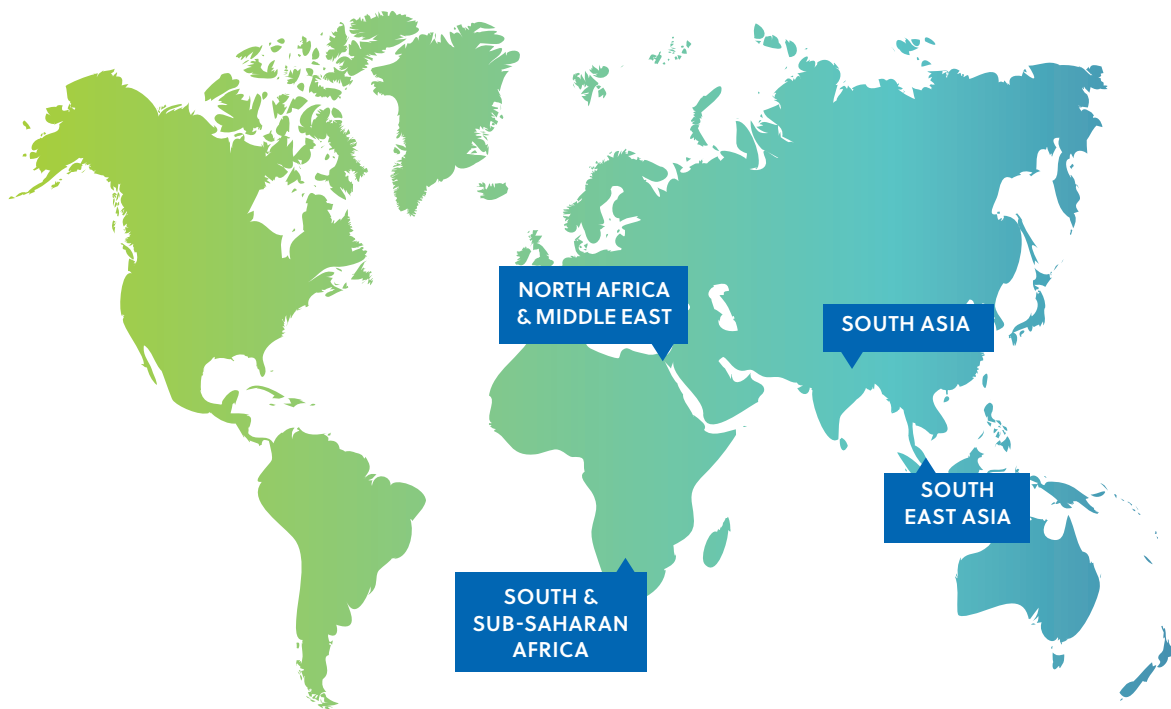 NORTH AFRICA
& MIDDLE EAST
SOUTH ASIA
SOUTH
EAST ASIA
SOUTH &
SUB-SAHARAN
AFRICA